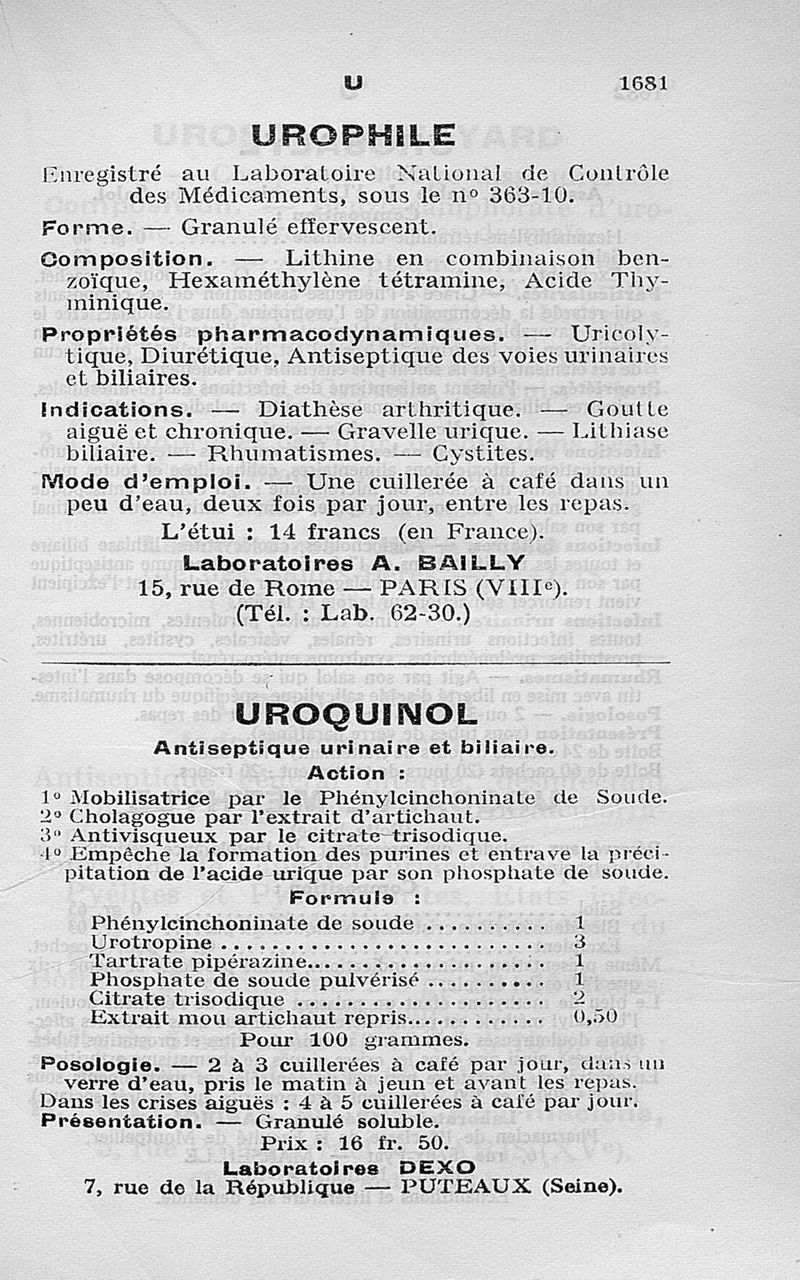 U 1681
UROPHILE
Enregistré au Laboratoire National de Contrôle
des Médicaments, sous le nº 363-10.
Forme. — Granulé effervescent.
Composition. — Lithine en combinaison ben-
zoïque, Hexaméthylène tétramine, Acide Thy-
minique.
Propriétés pharmacodynamiques. — Uricoly-
tique, Diurétique, Antiseptique des voies urinaires
et biliaires.
Indications. — Diathèse arthritique. — Goutte
aiguë et chronique. — Gravelle urique. — Lithiase
biliaire. — Rhumatismes. — Cystites.
Mode d'emploi. — Une cuillerée à café dans un
peu d'eau, deux fois par jour, entre les repas.
L'étui : 14 francs (en France).
Laboratoires A. BAILLY
15, rue de Rome — PARIS (VIIIe).
(Tél. : Lab. 62-30.)
UROQUINOL
Antiseptique urinaire et biliaire.
Action :
1º Mobilisatrice par le Phénylcinchoninate de Soude.
2º Cholagogue par l'extrait d'artichaut.
3º Antivisqueux par le citrate trisodique.
4º Empêche la formation des purines et entrave la préci-
pitation de l'acide urique par son phosphate de soude.
Formule :
Phénylcinchoninate de soude .......... 1
Urotropine .......................... 3
Tartrate pipérazine................... 1
Phosphate de soude pulvérisé .......... 1
Citrate trisodique .................... 2
Extrait mou artichaut repris............ 0,50
Pour 100 grammes.
Posologie. — 2 à 3 cuillerées à café par jour, dans un
verre d'eau, pris le matin à jeun et avant les repas.
Dans les crises aiguës : 4 à 5 cuillerées à café par jour.
Présentation. — Granulé soluble.
Prix : 16 fr. 50.
Laboratoires DEXO
7, rue de la République — PUTEAUX (Seine).